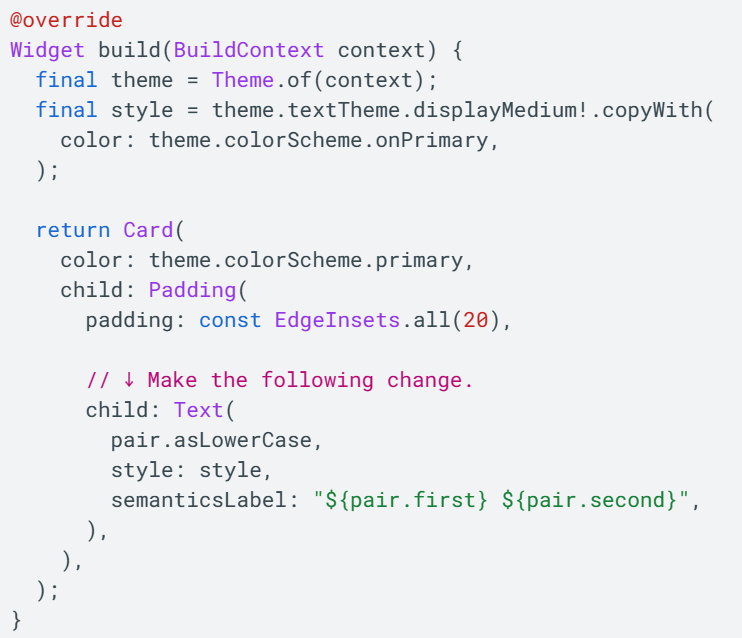 @override
Widget build(BuildContext context) {
  final theme = Theme.of(context);
  final style = theme.textTheme.displayMedium!.copyWith(
    color: theme.colorScheme.onPrimary,
  );

  return Card(
    color: theme.colorScheme.primary,
    child: Padding(
      padding: const EdgeInsets.all(20),

      // ↓ Make the following change.
      child: Text(
        pair.asLowerCase,
        style: style,
        semanticsLabel: "${pair.first} ${pair.second}",
      ),
    ),
  );
}